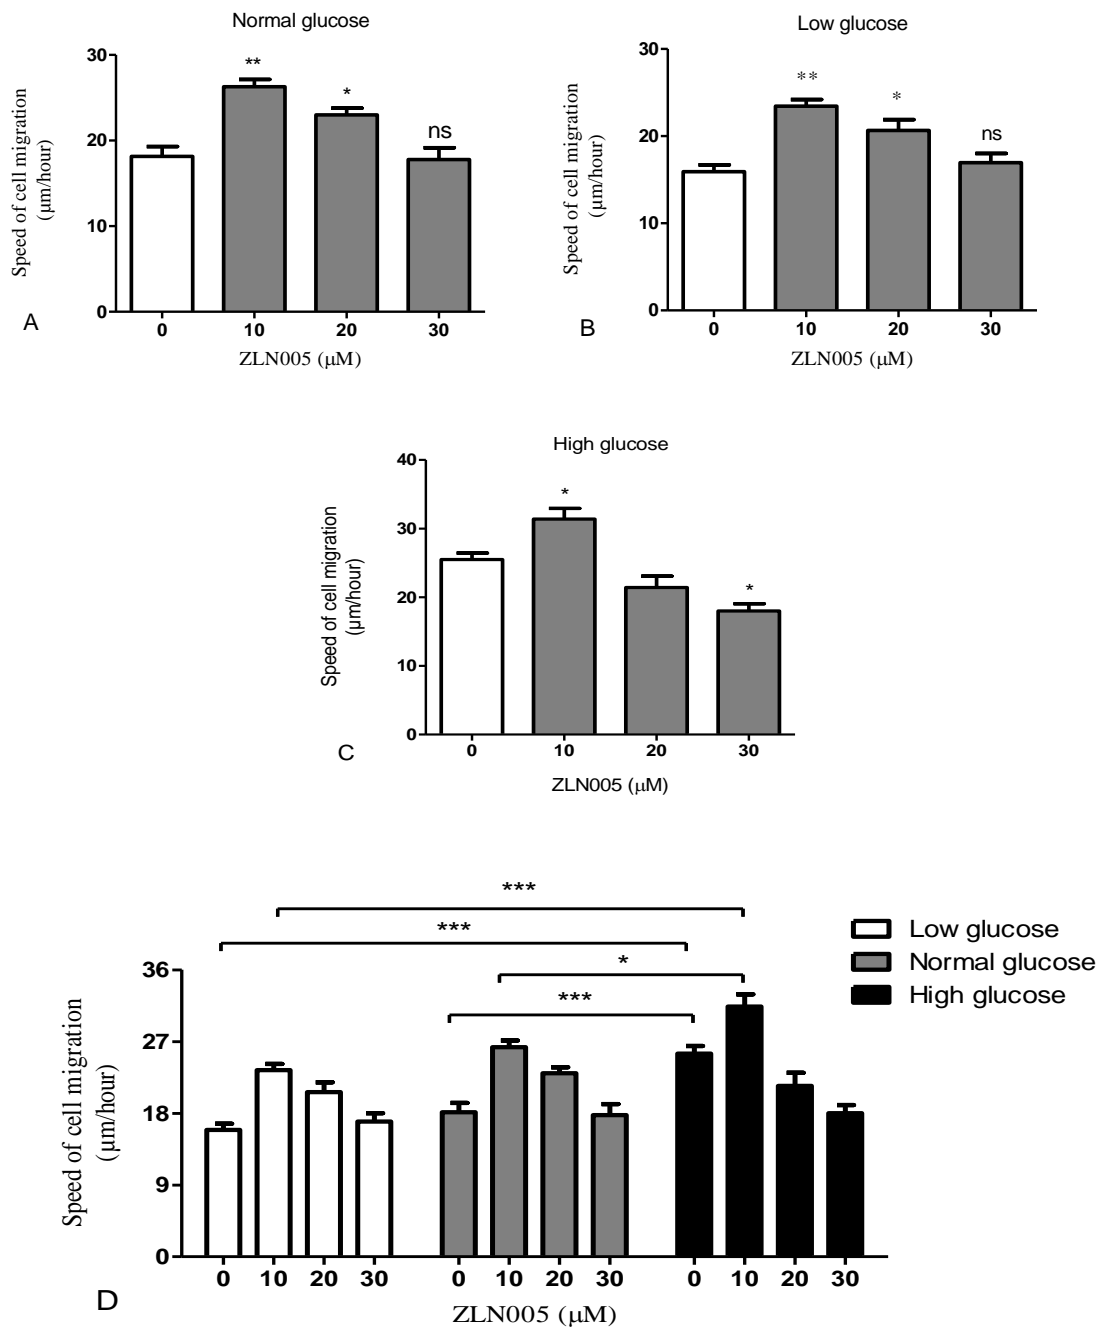 Normal glucose
Speed of cell migration
(µm/hour)
30
20
10
0
**
*
ns
0 10 20 30
ZLN005 (µM)
A
Low glucose
Speed of cell migration
(µm/hour)
30
20
10
0
**
*
ns
0 10 20 30
ZLN005 (µM)
B
High glucose
Speed of cell migration
(µm/hour)
40
30
20
10
0
*
*
0 10 20 30
ZLN005 (µM)
C
***
***
*
***
Low glucose
Normal glucose
High glucose
Speed of cell migration
(µm/hour)
36
27
18
9
0
0 10 20 30 0 10 20 30 0 10 20 30
ZLN005 (µM)
D